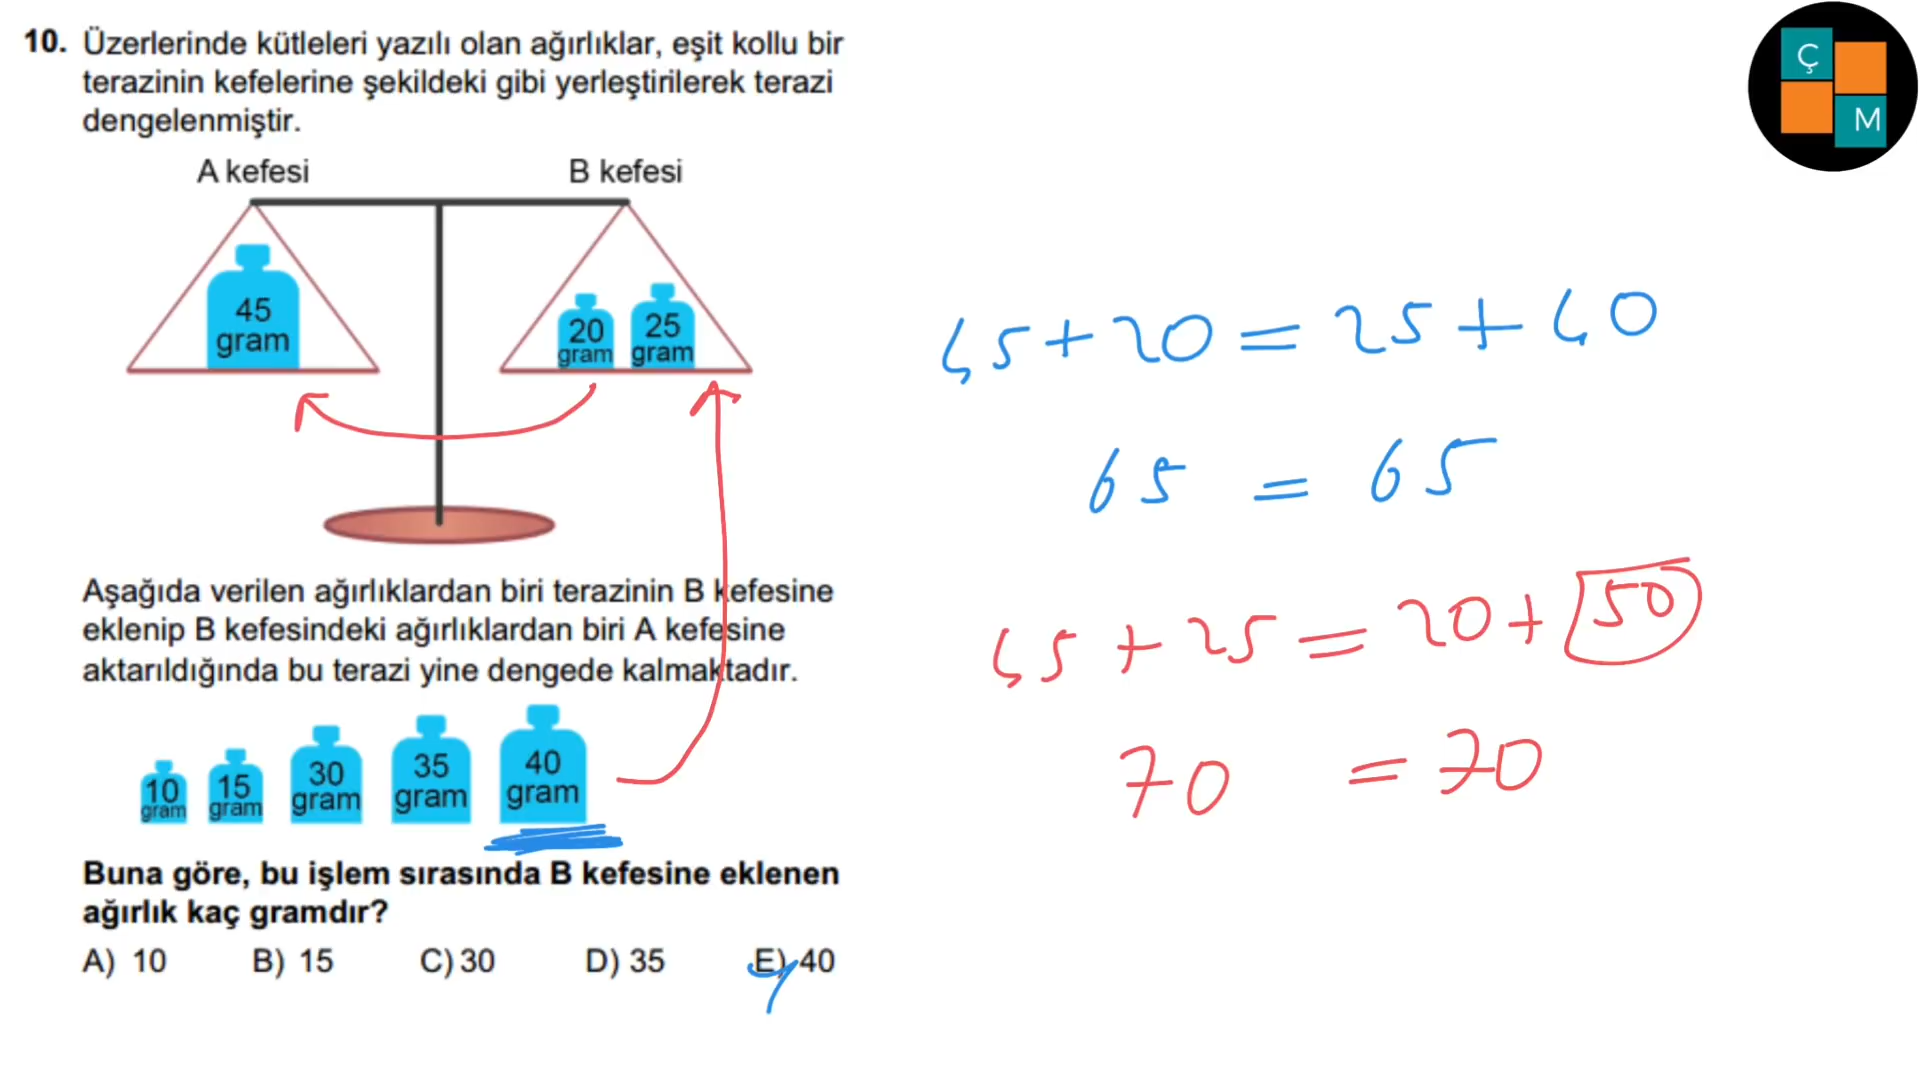 10. Üzerlerinde kütleleri yazılı olan ağırlıklar, eşit kollu bir
terazinin kefelerine şekildeki gibi yerleştirilerek terazi
dengelenmiştir.
A kefesi
B kefesi
45
gram
20
gram
25
gram
Aşağıda verilen ağırlıklardan biri terazinin B kefesine
eklenip B kefesindeki ağırlıklardan biri A kefesine
aktarıldığında bu terazi yine dengede kalmaktadır.
10
gram
15
gram
30
gram
35
gram
40
gram
Buna göre, bu işlem sırasında B kefesine eklenen
ağırlık kaç gramdır?
A) 10 B) 15 C) 30 D) 35 E) 40
45+20=25+40
65 = 65
45+25=20+50
70 = 70
Ç
M